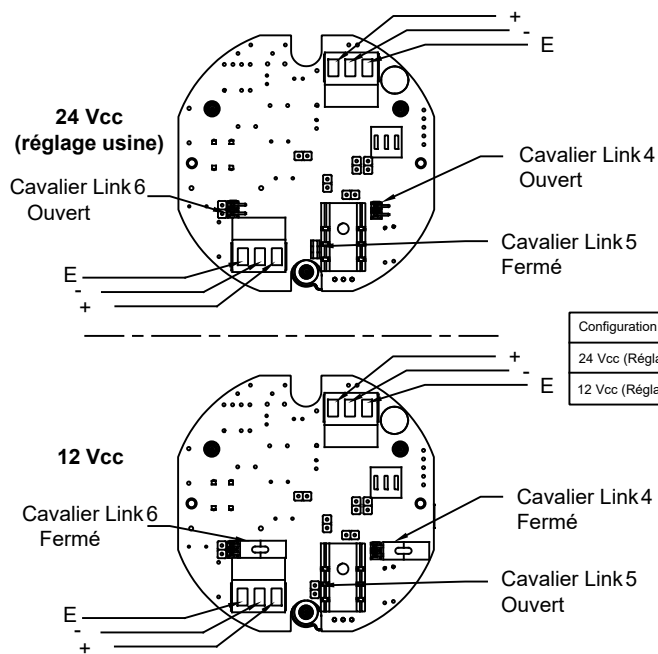 +
-
E
24 Vcc
(réglage usine)
Cavalier Link 6
Ouvert
Cavalier Link 4
Ouvert
Cavalier Link 5
Fermé
E
-
+
Configuration
24 Vcc (Régla
12 Vcc (Régla
+
-
E
12 Vcc
Cavalier Link 6
Fermé
Cavalier Link 4
Fermé
Cavalier Link 5
Ouvert
E
-
+